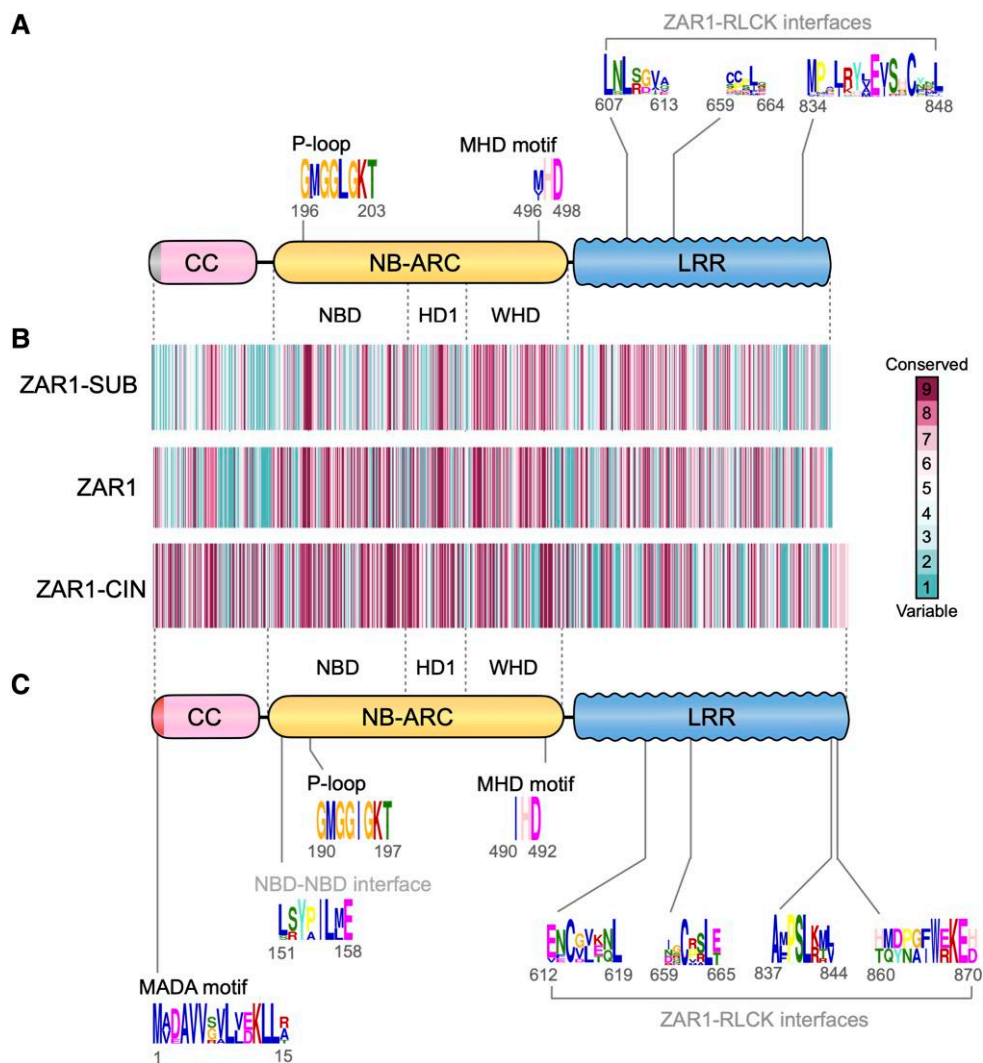 A
ZAR1-RLCK interfaces
607 613
659 664
834 848
P-loop
GMGGLGKT
196 203
MHD motif
HD
496 498
CC
NB-ARC
LRR
NBD
HD1
WHD
B
ZAR1-SUB
ZAR1
ZAR1-CIN
Conserved
9
8
7
6
5
4
3
2
1
Variable
NBD
HD1
WHD
C
CC
NB-ARC
LRR
P-loop
GMGGIGKT
190 197
MHD motif
IHD
490 492
NBD-NBD interface
151 158
MADA motif
1 15
612 619
659 665
837 844
860 870
ZAR1-RLCK interfaces